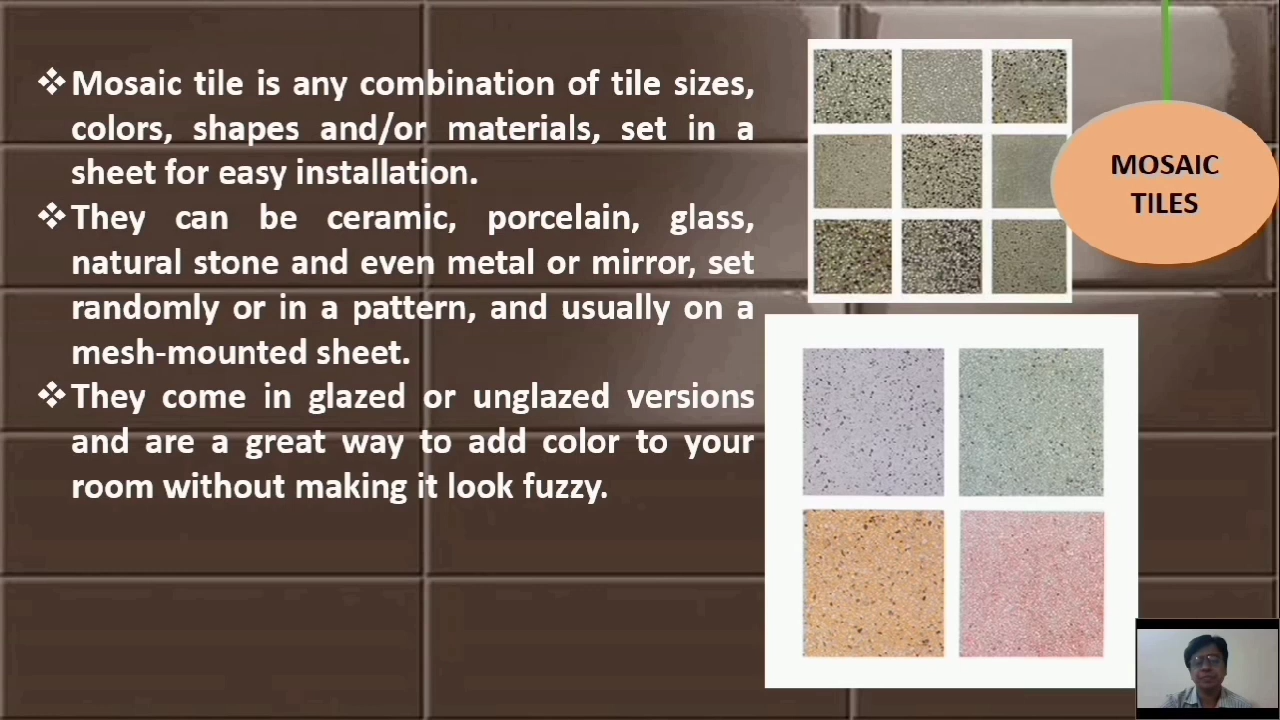 ❖Mosaic tile is any combination of tile sizes,
colors, shapes and/or materials, set in a
sheet for easy installation.
❖They can be ceramic, porcelain, glass,
natural stone and even metal or mirror, set
randomly or in a pattern, and usually on a
mesh-mounted sheet.
❖They come in glazed or unglazed versions
and are a great way to add color to your
room without making it look fuzzy.
MOSAIC
TILES